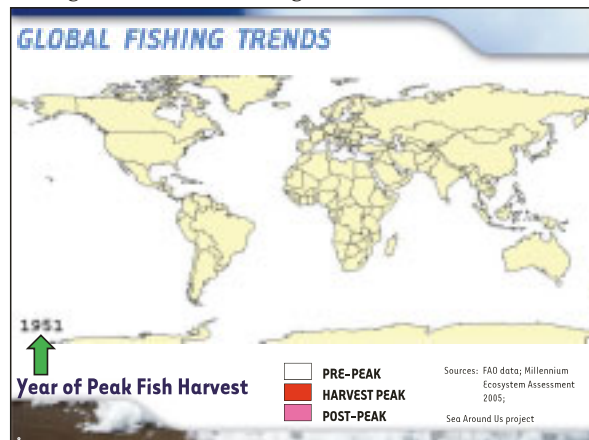 GLOBAL FISHING TRENDS
1951
Year of Peak Fish Harvest
PRE-PEAK
HARVEST PEAK
POST-PEAK
Sources: FAO data; Millennium
Ecosystem Assessment
2005;
Sea Around Us project